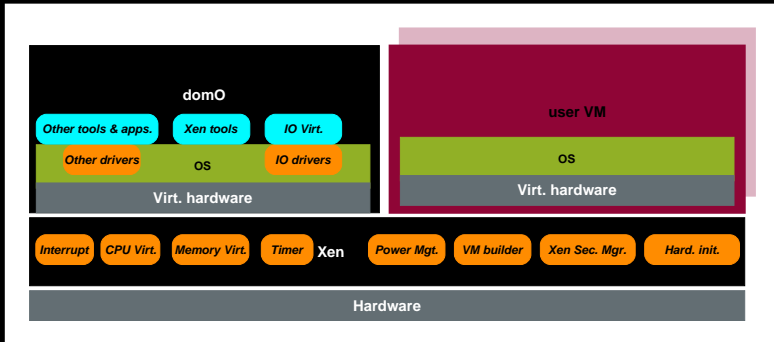 domO
user VM
Other tools & apps.
Xen tools
IO Virt.
Other drivers
OS
IO drivers
OS
Virt. hardware
Virt. hardware
Interrupt
CPU Virt.
Memory Virt.
Timer
Xen
Power Mgt.
VM builder
Xen Sec. Mgr.
Hard. init.
Hardware